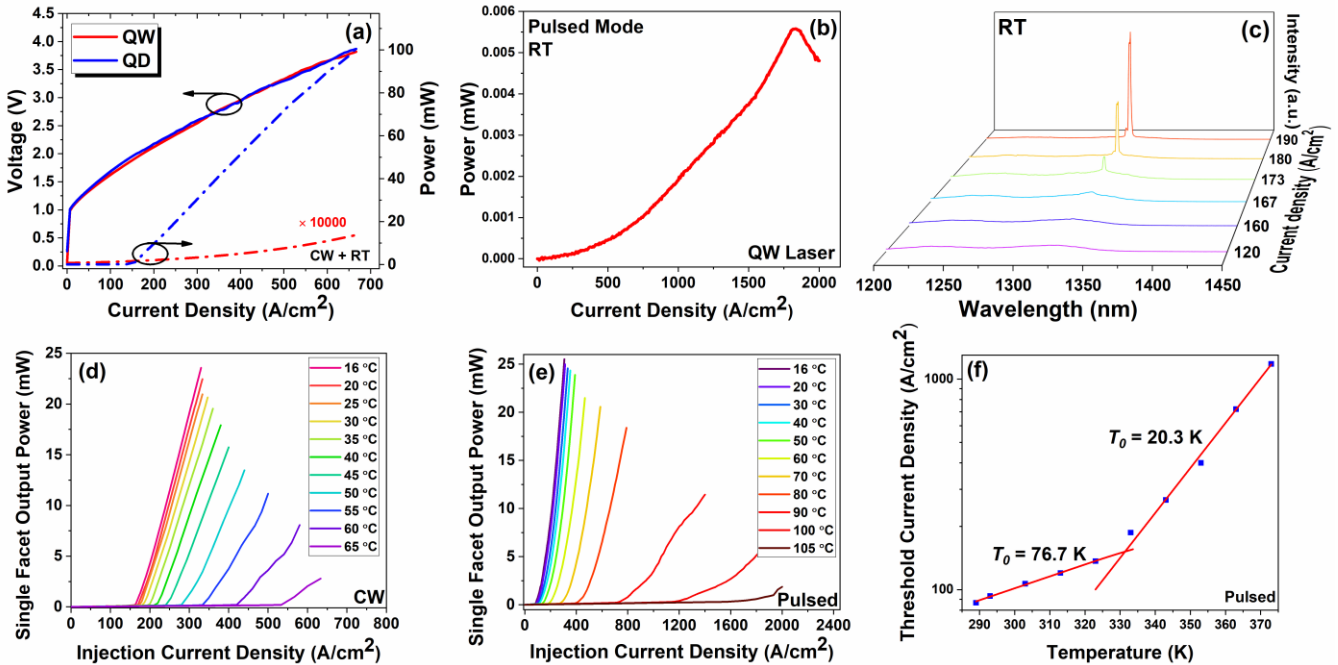 (a)
QW
QD
4.5
4.0
3.5
3.0
2.5
2.0
1.5
1.0
0.5
0.0
Voltage (V)
100
80
60
40
20
0
Power (mW)
× 10000
CW + RT
0 100 200 300 400 500 600 700
Current Density (A/cm²)
(b)
Pulsed Mode
RT
0.006
0.005
0.004
0.003
0.002
0.001
0.000
Power (mW)
QW Laser
0 250 500 750 1000 1250 1500 1750 2000
Current Density (A/cm²)
RT
(c)
Intensity (a.u.)
190
180
173
167
160
120
Current density (A/cm²)
1200 1250 1300 1350 1400 1450
Wavelength (nm)
(d)
25
20
15
10
5
0
Single Facet Output Power (mW)
16 °C
20 °C
25 °C
30 °C
35 °C
40 °C
45 °C
50 °C
55 °C
60 °C
65 °C
CW
0 100 200 300 400 500 600 700 800
Injection Current Density (A/cm²)
(e)
25
20
15
10
5
0
Single Facet Output Power (mW)
16 °C
20 °C
30 °C
40 °C
50 °C
60 °C
70 °C
80 °C
90 °C
100 °C
105 °C
Pulsed
0 400 800 1200 1600 2000 2400
Injection Current Density (A/cm²)
(f)
1000
100
Threshold Current Density (A/cm²)
T₀ = 20.3 K
T₀ = 76.7 K
Pulsed
290 300 310 320 330 340 350 360 370
Temperature (K)